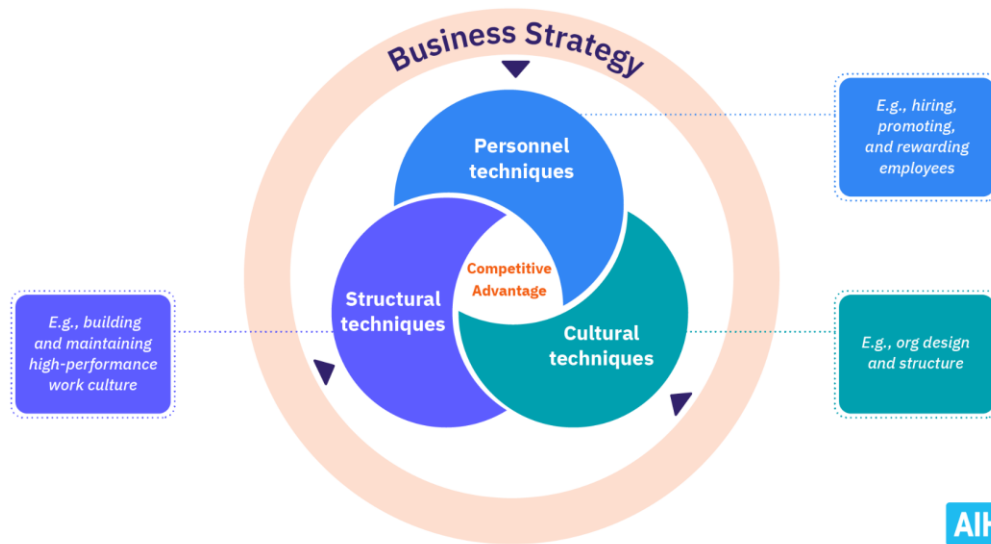 Business Strategy
Personnel
techniques
E.g., hiring,
promoting,
and rewarding
employees
Competitive
Advantage
Structural
techniques
Cultural
techniques
E.g., building
and maintaining
high-performance
work culture
E.g., org design
and structure
AIH